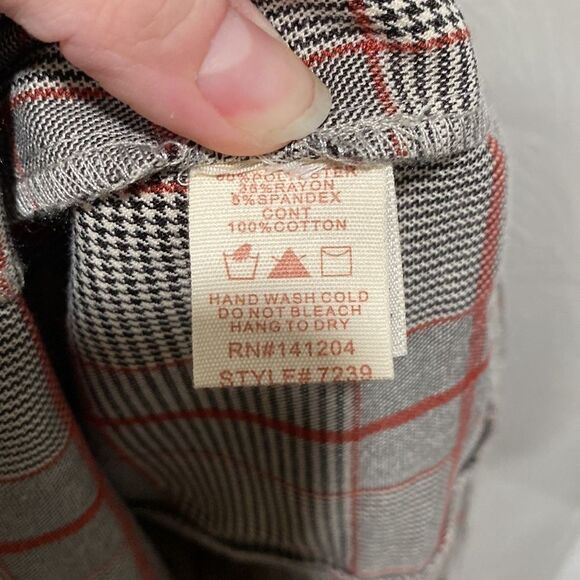 35%RAYON
5%SPANDEX
CONT
100%COTTON
HAND WASH COLD
DO NOT BLEACH
HANG TO DRY
RN#141204
STYLE# 7239